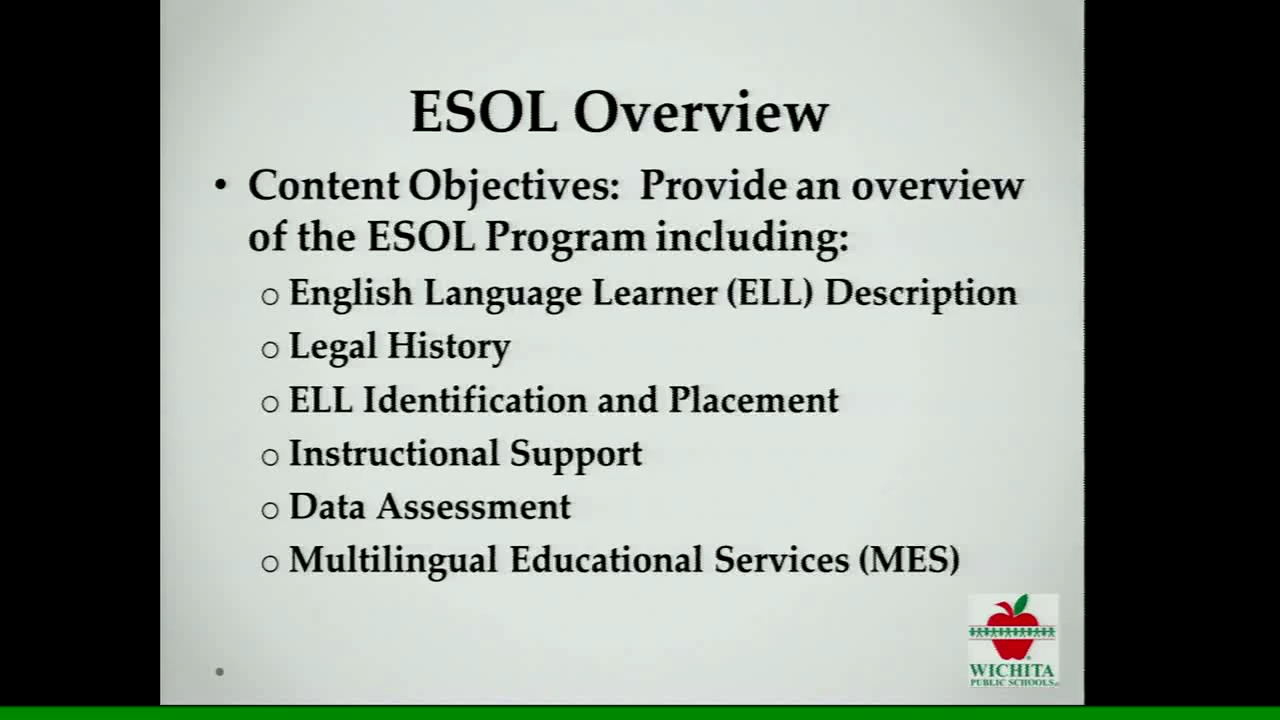 ESOL Overview
• Content Objectives: Provide an overview
of the ESOL Program including:
o English Language Learner (ELL) Description
o Legal History
o ELL Identification and Placement
o Instructional Support
o Data Assessment
o Multilingual Educational Services (MES)
WICHITA
PUBLIC SCHOOLS